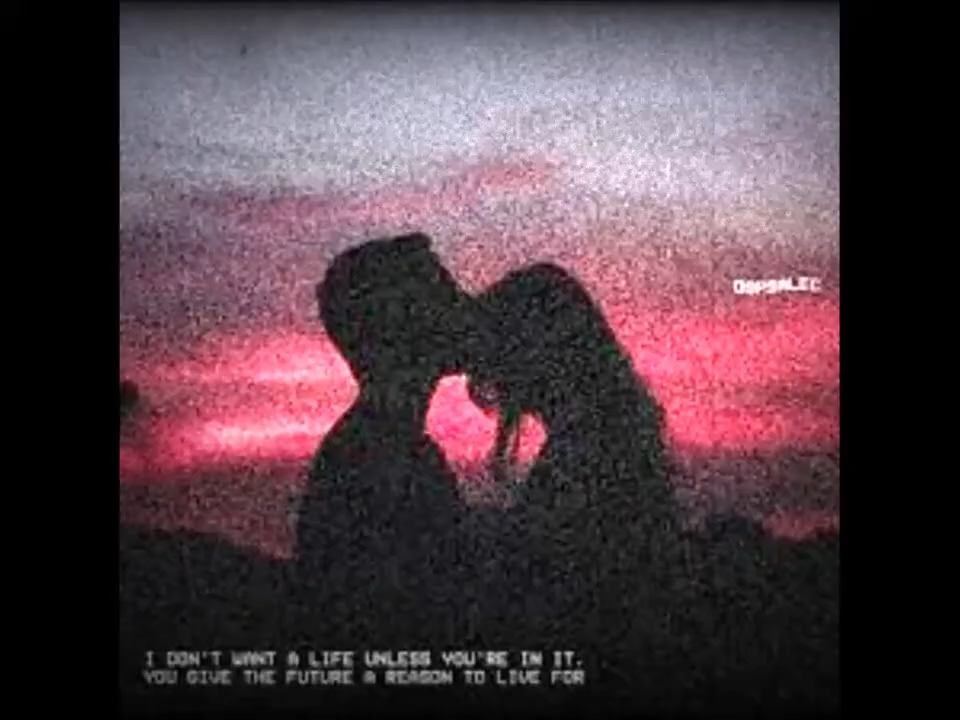 I DON'T WANT A LIFE UNLESS YOU'RE IN IT.
YOU GIVE THE FUTURE A REASON TO LIVE FOR